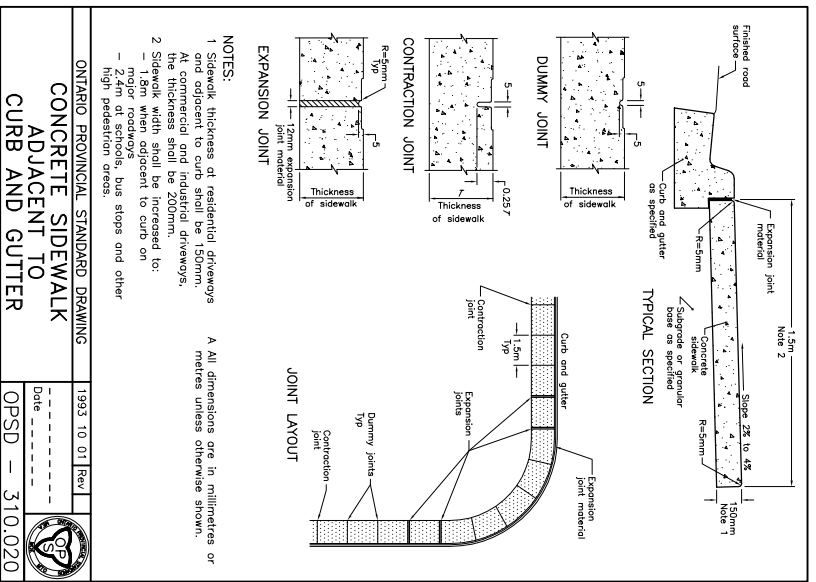 1.5m
Note 2
Slope 2% to 4%
R=5mm
150mm
Note 1
Expansion joint
material
R=5mm
Finished road
surface
Curb and gutter
as specified
Concrete
sidewalk
Subgrade or granular
base as specified
TYPICAL SECTION
5
5
Thickness
of sidewalk
DUMMY JOINT
5
0.25T
T
Thickness
of sidewalk
CONTRACTION JOINT
R=5mm
Typ
5
12mm expansion
joint material
Thickness
of sidewalk
EXPANSION JOINT
Curb and gutter
1.5m
Typ
Contraction
joint
Expansion
joints
Expansion
joint material
Dummy joints
Typ
Contraction
joint
JOINT LAYOUT
NOTES:
1 Sidewalk thickness at residential driveways
and adjacent to curb shall be 150mm.
At commercial and industrial driveways,
the thickness shall be 200mm.
2 Sidewalk width shall be increased to:
– 1.8m when adjacent to curb on
major roadways
– 2.4m at schools, bus stops and other
high pedestrian areas.
A All dimensions are in millimetres or
metres unless otherwise shown.
ONTARIO PROVINCIAL STANDARD DRAWING
1993 10 01
Rev
CONCRETE SIDEWALK
ADJACENT TO
CURB AND GUTTER
Date
OPSD – 310.020
OPS